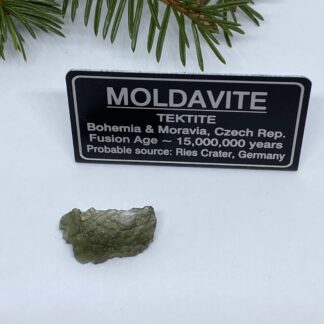 MOLDAVITE
TEKTITE
Bohemia & Moravia, Czech Rep.
Fusion Age ~ 15,000,000 years
Probable source: Ries Crater, Germany